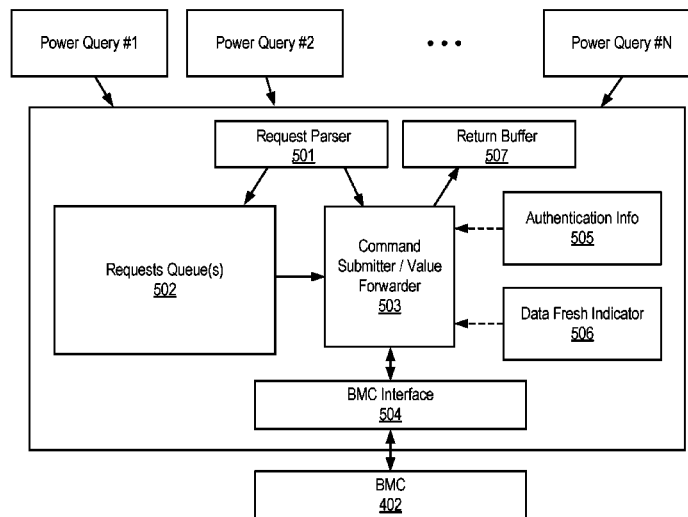 Power Query #1
Power Query #2
• • •
Power Query #N
Request Parser
501
Return Buffer
507
Requests Queue(s)
502
Command
Submitter / Value
Forwarder
503
Authentication Info
505
Data Fresh Indicator
506
BMC Interface
504
BMC
402